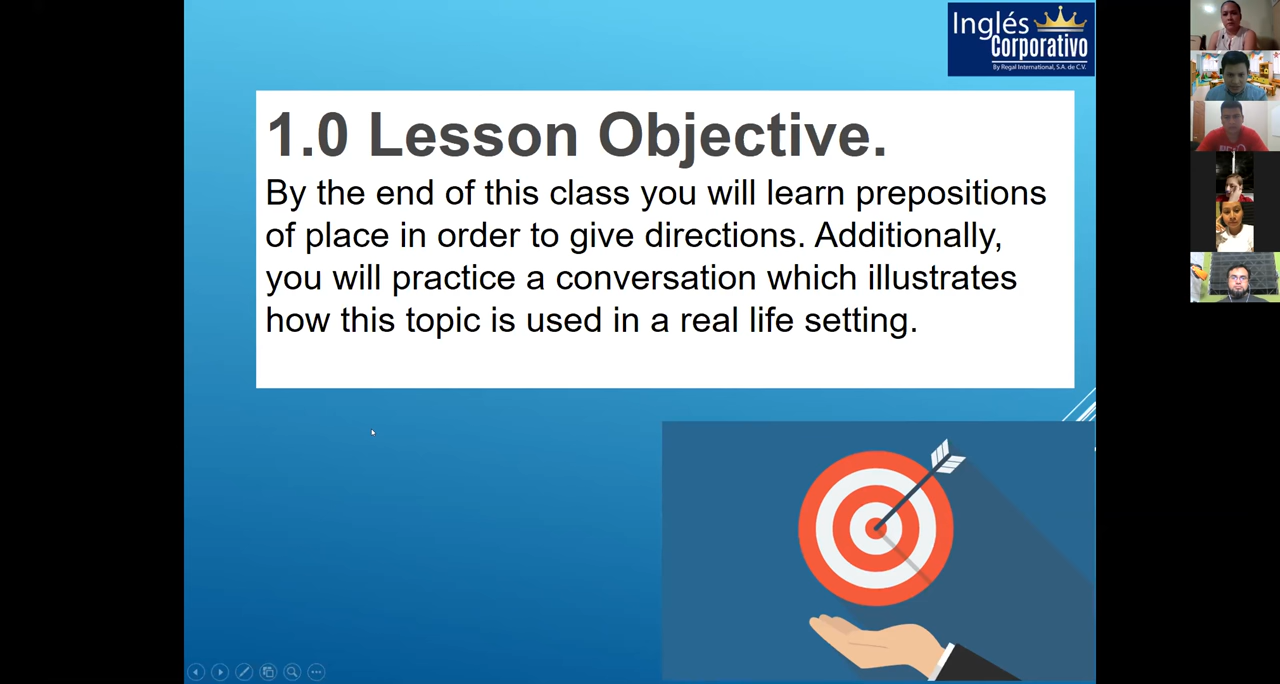 Inglés
Corporativo
By Regal International, S.A. de C.V.
1.0 Lesson Objective.
By the end of this class you will learn prepositions
of place in order to give directions. Additionally,
you will practice a conversation which illustrates
how this topic is used in a real life setting.